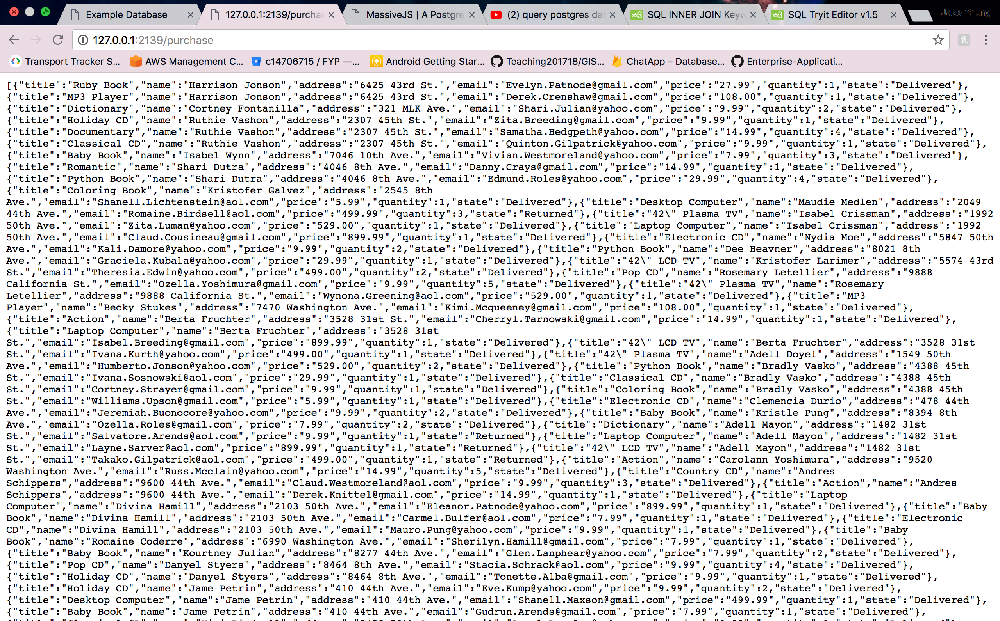 Example Database
127.0.0.1:2139/purchas
MassiveJS | A Postgre
(2) query postgres dat
SQL INNER JOIN Keyw
SQL Tryit Editor v1.5
Jake Young
127.0.0.1:2139/purchase
Transport Tracker S...
AWS Management C...
c14706715 / FYP —...
Android Getting Star...
Teaching201718/GIS...
ChatApp – Database...
Enterprise-Applicati...
[{"title":"Ruby Book","name":"Harrison Jonson","address":"6425 43rd St.","email":"Evelyn.Patnode@gmail.com","price":"27.99","quantity":1,"state":"Delivered"},
{"title":"MP3 Player","name":"Harrison Jonson","address":"6425 43rd St.","email":"Derek.Crenshaw@gmail.com","price":"108.00","quantity":1,"state":"Delivered"},
{"title":"Dictionary","name":"Cortney Fontanilla","address":"321 MLK Ave.","email":"Shari.Julian@yahoo.com","price":"9.99","quantity":2,"state":"Delivered"},
{"title":"Holiday CD","name":"Ruthie Vashon","address":"2307 45th St.","email":"Zita.Breeding@gmail.com","price":"9.99","quantity":1,"state":"Delivered"},
{"title":"Documentary","name":"Ruthie Vashon","address":"2307 45th St.","email":"Samatha.Hedgpeth@yahoo.com","price":"14.99","quantity":4,"state":"Delivered"},
{"title":"Classical CD","name":"Ruthie Vashon","address":"2307 45th St.","email":"Quinton.Gilpatrick@yahoo.com","price":"9.99","quantity":1,"state":"Delivered"},
{"title":"Baby Book","name":"Isabel Wynn","address":"7046 10th Ave.","email":"Vivian.Westmoreland@yahoo.com","price":"7.99","quantity":3,"state":"Delivered"},
{"title":"Romantic","name":"Shari Dutra","address":"4046 8th Ave.","email":"Danny.Crays@gmail.com","price":"14.99","quantity":1,"state":"Delivered"},
{"title":"Python Book","name":"Shari Dutra","address":"4046 8th Ave.","email":"Edmund.Roles@yahoo.com","price":"29.99","quantity":4,"state":"Delivered"},
{"title":"Coloring Book","name":"Kristofer Galvez","address":"2545 8th
Ave.","email":"Shanell.Lichtenstein@aol.com","price":"5.99","quantity":1,"state":"Delivered"},{"title":"Desktop Computer","name":"Maudie Medlen","address":"2049
44th Ave.","email":"Romaine.Birdsell@aol.com","price":"499.99","quantity":3,"state":"Returned"},{"title":"42\" Plasma TV","name":"Isabel Crissman","address":"1992
50th Ave.","email":"Zita.Luman@yahoo.com","price":"529.00","quantity":1,"state":"Delivered"},{"title":"Laptop Computer","name":"Isabel Crissman","address":"1992
50th Ave.","email":"Claud.Cousineau@gmail.com","price":"899.99","quantity":1,"state":"Delivered"},{"title":"Electronic CD","name":"Nydia Moe","address":"5847 50th
Ave.","email":"Kali.Damore@yahoo.com","price":"9.99","quantity":2,"state":"Delivered"},{"title":"Python Book","name":"Dee Heavner","address":"8021 8th
Ave.","email":"Graciela.Kubala@yahoo.com","price":"29.99","quantity":1,"state":"Delivered"},{"title":"42\" LCD TV","name":"Kristofer Larimer","address":"5574 43rd
St.","email":"Theresia.Edwin@yahoo.com","price":"499.00","quantity":2,"state":"Delivered"},{"title":"Pop CD","name":"Rosemary Letellier","address":"9888
California St.","email":"Ozella.Yoshimura@gmail.com","price":"9.99","quantity":5,"state":"Delivered"},{"title":"42\" Plasma TV","name":"Rosemary
Letellier","address":"9888 California St.","email":"Wynona.Greening@aol.com","price":"529.00","quantity":1,"state":"Delivered"},{"title":"MP3
Player","name":"Becky Stukes","address":"7470 Washington Ave.","email":"Kimi.Mcqueeney@gmail.com","price":"108.00","quantity":1,"state":"Delivered"},
{"title":"Action","name":"Berta Fruchter","address":"3528 31st St.","email":"Cherryl.Tarnowski@gmail.com","price":"14.99","quantity":1,"state":"Delivered"},
{"title":"Laptop Computer","name":"Berta Fruchter","address":"3528 31st
St.","email":"Isabel.Breeding@gmail.com","price":"899.99","quantity":1,"state":"Delivered"},{"title":"42\" LCD TV","name":"Berta Fruchter","address":"3528 31st
St.","email":"Ivana.Kurth@yahoo.com","price":"499.00","quantity":1,"state":"Delivered"},{"title":"42\" Plasma TV","name":"Adell Doyel","address":"1549 50th
Ave.","email":"Humberto.Jonson@yahoo.com","price":"529.00","quantity":2,"state":"Delivered"},{"title":"Python Book","name":"Bradly Vasko","address":"4388 45th
St.","email":"Ivana.Sosnowski@aol.com","price":"29.99","quantity":1,"state":"Delivered"},{"title":"Classical CD","name":"Bradly Vasko","address":"4388 45th
St.","email":"Cortney.Strayer@gmail.com","price":"9.99","quantity":1,"state":"Delivered"},{"title":"Coloring Book","name":"Bradly Vasko","address":"4388 45th
St.","email":"Williams.Upson@gmail.com","price":"5.99","quantity":1,"state":"Delivered"},{"title":"Electronic CD","name":"Clemencia Durio","address":"478 44th
Ave.","email":"Jeremiah.Buonocore@yahoo.com","price":"9.99","quantity":2,"state":"Delivered"},{"title":"Baby Book","name":"Kristle Pung","address":"8394 8th
Ave.","email":"Ozella.Roles@gmail.com","price":"7.99","quantity":2,"state":"Delivered"},{"title":"Dictionary","name":"Adell Mayon","address":"1482 31st
St.","email":"Salvatore.Arends@aol.com","price":"9.99","quantity":1,"state":"Returned"},{"title":"Laptop Computer","name":"Adell Mayon","address":"1482 31st
St.","email":"Layne.Sarver@aol.com","price":"899.99","quantity":1,"state":"Returned"},{"title":"42\" LCD TV","name":"Adell Mayon","address":"1482 31st
St.","email":"Takako.Gilpatrick@aol.com","price":"499.00","quantity":1,"state":"Returned"},{"title":"Action","name":"Carolann Yoshimura","address":"9520
Washington Ave.","email":"Russ.Mcclain@yahoo.com","price":"14.99","quantity":5,"state":"Delivered"},{"title":"Country CD","name":"Andres
Schippers","address":"9600 44th Ave.","email":"Claud.Westmoreland@aol.com","price":"9.99","quantity":3,"state":"Delivered"},{"title":"Action","name":"Andres
Schippers","address":"9600 44th Ave.","email":"Derek.Knittel@gmail.com","price":"14.99","quantity":1,"state":"Delivered"},{"title":"Laptop
Computer","name":"Divina Hamill","address":"2103 50th Ave.","email":"Eleanor.Patnode@yahoo.com","price":"899.99","quantity":1,"state":"Delivered"},{"title":"Baby
Book","name":"Divina Hamill","address":"2103 50th Ave.","email":"Carmel.Bulfer@aol.com","price":"7.99","quantity":1,"state":"Delivered"},{"title":"Electronic
CD","name":"Divina Hamill","address":"2103 50th Ave.","email":"Mauro.Pung@yahoo.com","price":"9.99","quantity":1,"state":"Delivered"},{"title":"Baby
Book","name":"Romaine Coderre","address":"6990 Washington Ave.","email":"Sherilyn.Hamill@gmail.com","price":"7.99","quantity":1,"state":"Delivered"},
{"title":"Baby Book","name":"Kourtney Julian","address":"8277 44th Ave.","email":"Glen.Lanphear@yahoo.com","price":"7.99","quantity":2,"state":"Delivered"},
{"title":"Pop CD","name":"Danyel Styers","address":"8464 8th Ave.","email":"Stacia.Schrack@aol.com","price":"9.99","quantity":4,"state":"Delivered"},
{"title":"Holiday CD","name":"Danyel Styers","address":"8464 8th Ave.","email":"Tonette.Alba@gmail.com","price":"9.99","quantity":1,"state":"Delivered"},
{"title":"Holiday CD","name":"Jame Petrin","address":"410 44th Ave.","email":"Eve.Kump@yahoo.com","price":"9.99","quantity":2,"state":"Delivered"},
{"title":"Desktop Computer","name":"Jame Petrin","address":"410 44th Ave.","email":"Shanell.Maxson@gmail.com","price":"499.99","quantity":1,"state":"Delivered"},
{"title":"Baby Book","name":"Jame Petrin","address":"410 44th Ave.","email":"Gudrun.Arends@gmail.com","price":"7.99","quantity":1,"state":"Delivered"},